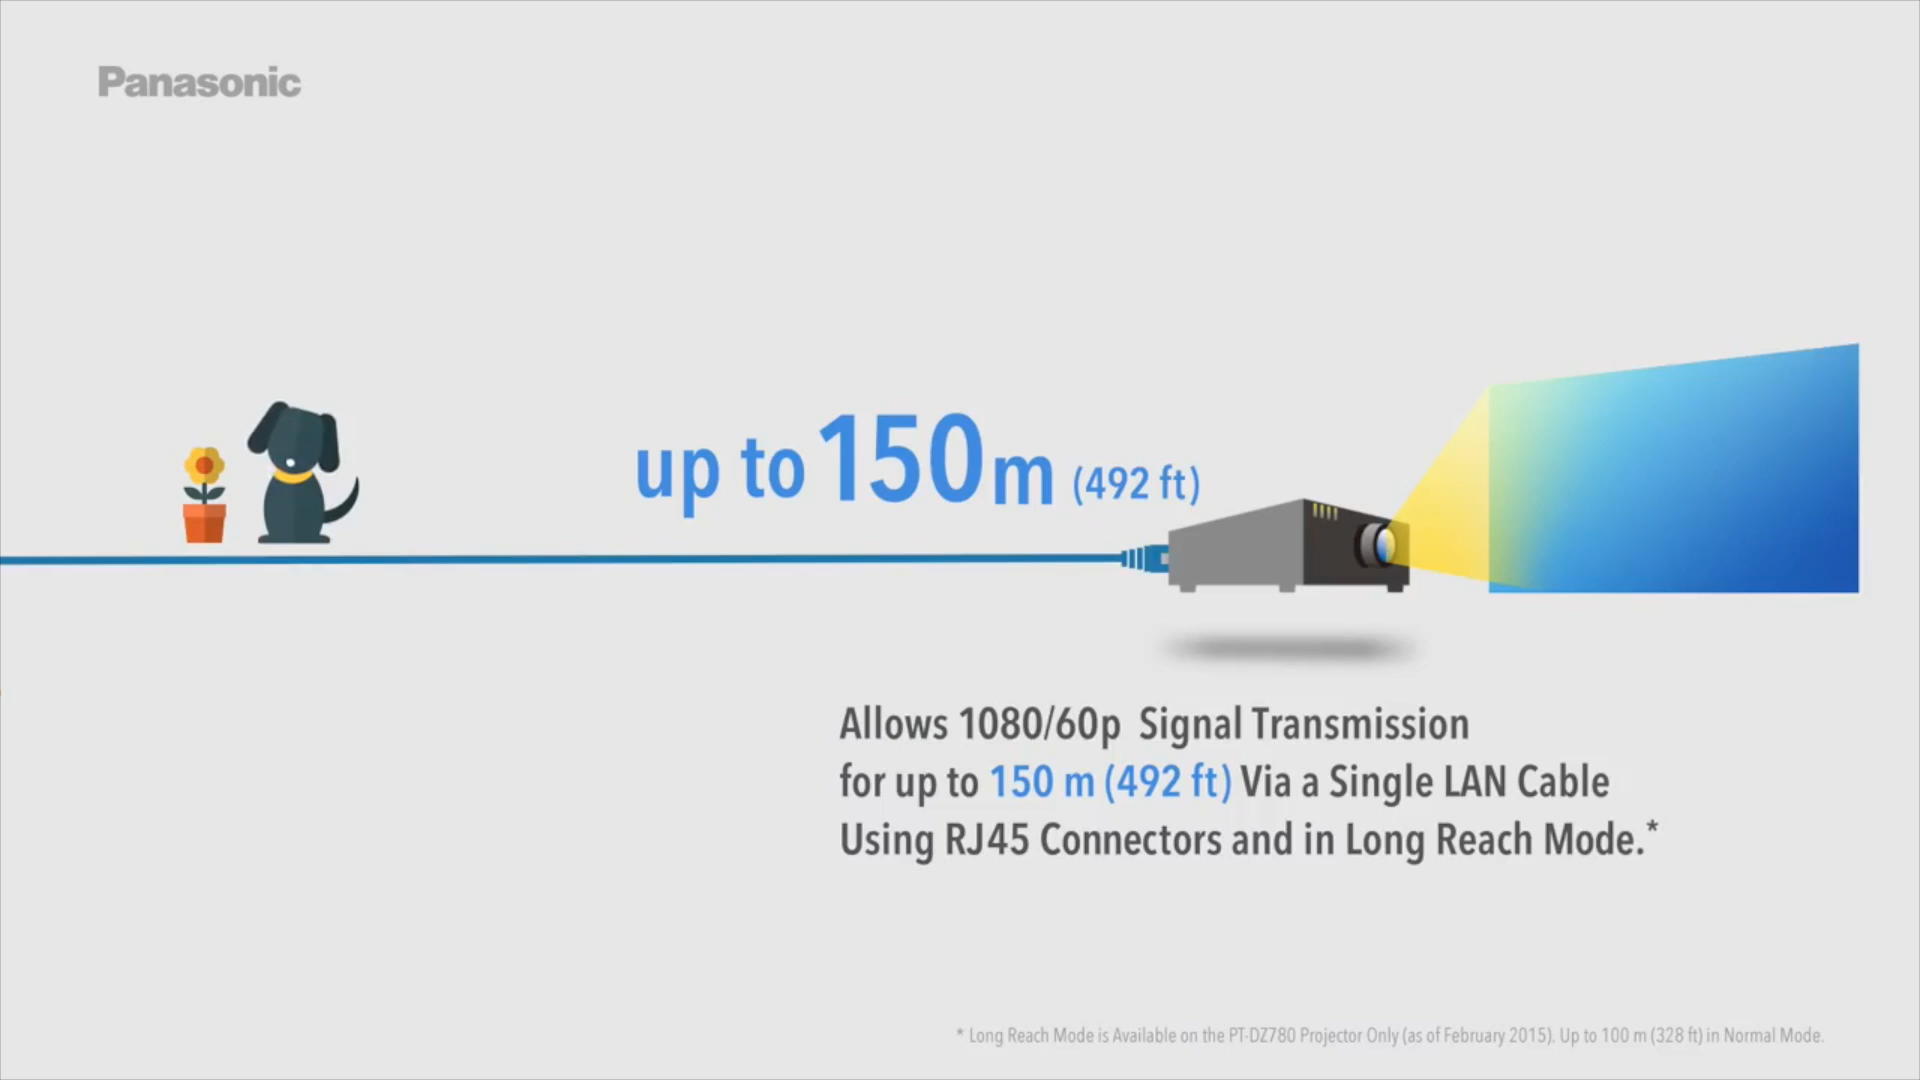 Panasonic
up to 150 m (492 ft)
Allows 1080/60p Signal Transmission
for up to 150 m (492 ft) Via a Single LAN Cable
Using RJ45 Connectors and in Long Reach Mode.*
* Long Reach Mode is Available on the PT-DZ780 Projector Only (as of February 2015). Up to 100 m (328 ft) in Normal Mode.